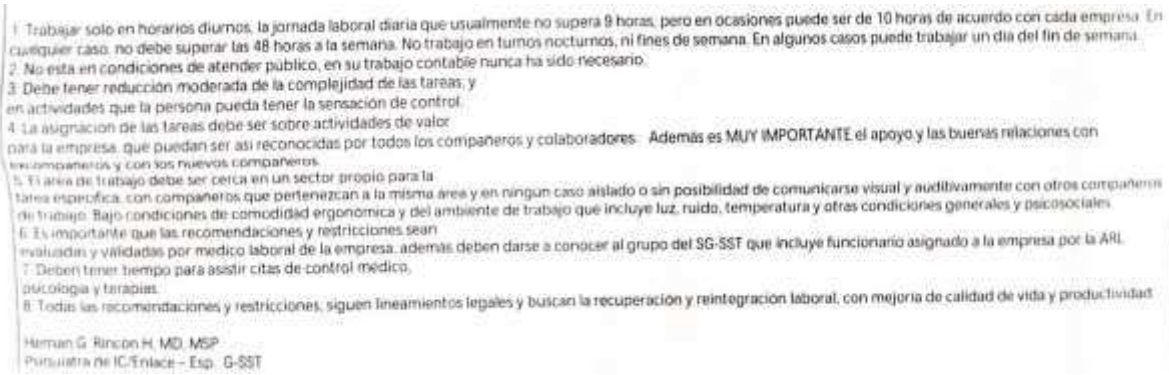 1. Trabajar solo en horarios diurnos, la jornada laboral diaria que usualmente no supera 9 horas, pero en ocasiones puede ser de 10 horas de acuerdo con cada empresa. En
cualquier caso, no debe superar las 48 horas a la semana. No trabajo en turnos nocturnos, ni fines de semana. En algunos casos puede trabajar un dia del fin de semana.
2. No esta en condiciones de atender público, en su trabajo contable nunca ha sido necesario.
3. Debe tener reducción moderada de la complejidad de las tareas, y
en actividades que la persona pueda tener la sensación de control.
4. La asignación de las tareas debe ser sobre actividades de valor
para la empresa, que puedan ser asi reconocidas por todos los compañeros y colaboradores. Además es MUY IMPORTANTE el apoyo y las buenas relaciones con
excompañeros y con los nuevos compañeros.
5. El area de trabajo debe ser cerca en un sector propio para la
tarea especifica, con compañeros que pertenezcan a la misma area y en ningun caso aislado o sin posibilidad de comunicarse visual y auditivamente con otros compañeros
de trabajo. Bajo condiciones de comodidad ergonomica y del ambiente de trabajo que incluye luz, ruido, temperatura y otras condiciones generales y psicosociales.
6. Es importante que las recomendaciones y restricciones sean
evaluadas y validadas por medico laboral de la empresa, además deben darse a conocer al grupo del SG-SST que incluye funcionario asignado a la empresa por la ARL.
7. Deben tener tiempo para asistir citas de control medico,
psicologia y terapias.
8. Todas las recomendaciones y restricciones, siguen lineamientos legales y buscan la recuperación y reintegración laboral, con mejoria de calidad de vida y productividad.
Hernan G. Rincon H, MD, MSP
Psiquiatra de IC/Enlace - Esp. G-SST